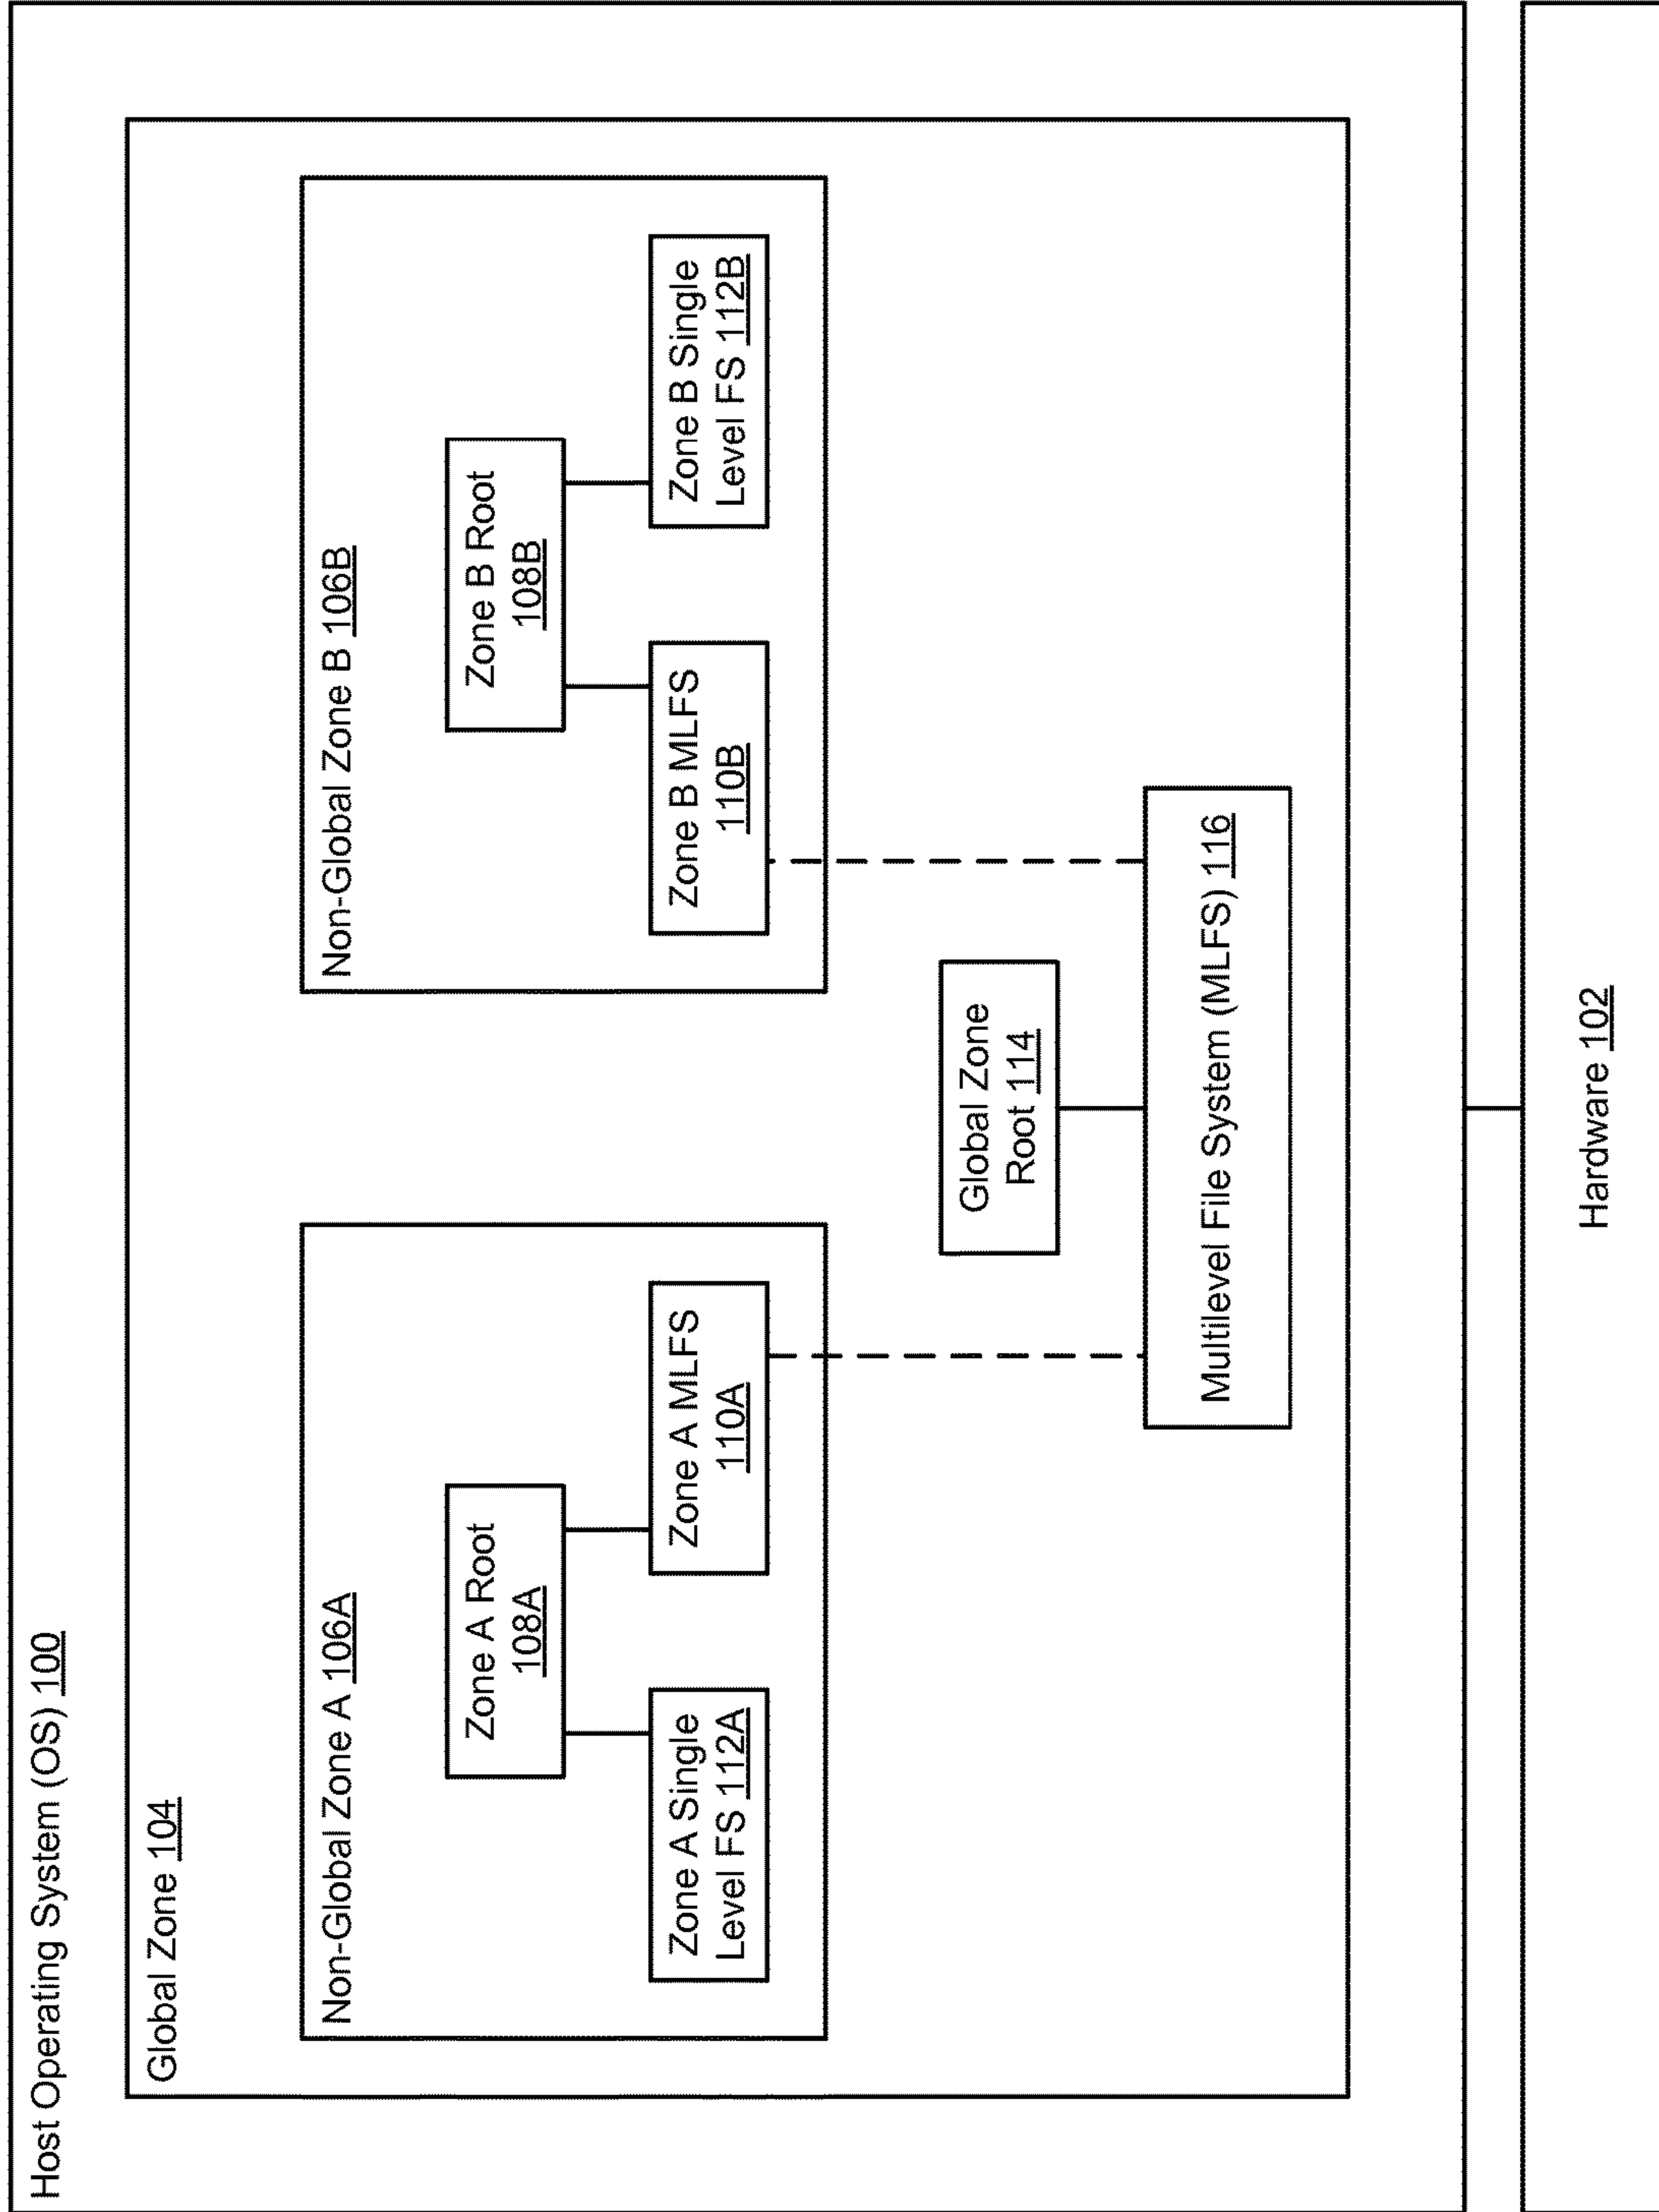 Host Operating System (OS) 100
Global Zone 104
Non-Global Zone A 106A
Zone A Root
108A
Zone A Single
Level FS 112A
Zone A MLFS
110A
Non-Global Zone B 106B
Zone B Root
108B
Zone B MLFS
110B
Zone B Single
Level FS 112B
Global Zone
Root 114
Multilevel File System (MLFS) 116
Hardware 102